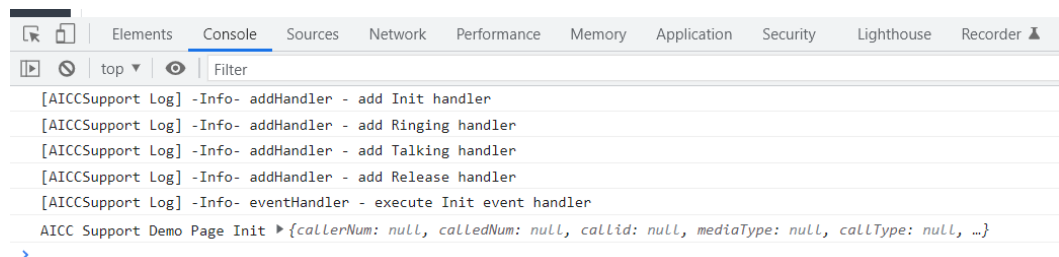 Elements Console Sources Network Performance Memory Application Security Lighthouse Recorder
top Filter
[AICCSupport Log] -Info- addHandler - add Init handler
[AICCSupport Log] -Info- addHandler - add Ringing handler
[AICCSupport Log] -Info- addHandler - add Talking handler
[AICCSupport Log] -Info- addHandler - add Release handler
[AICCSupport Log] -Info- eventHandler - execute Init event handler
AICC Support Demo Page Init ▶ {callerNum: null, calledNum: null, callid: null, mediaType: null, callType: null, …}